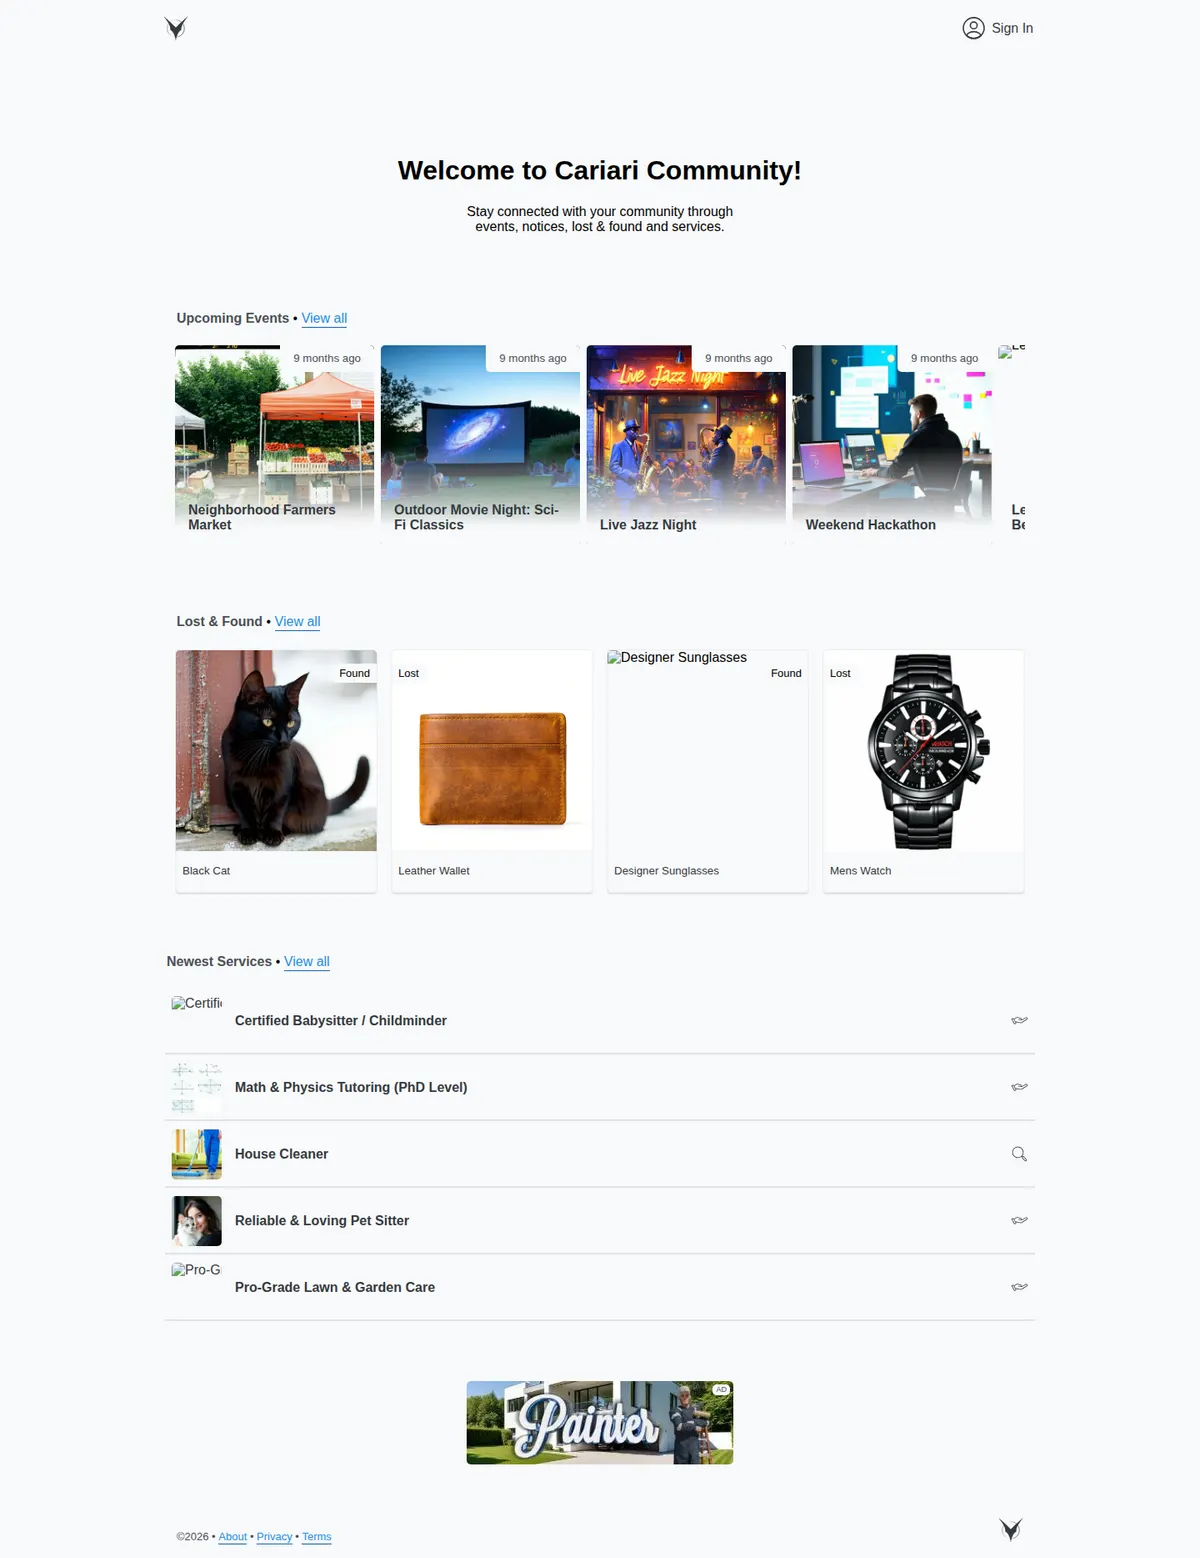 Sign In
Welcome to Cariari Community!
Stay connected with your community through
events, notices, lost & found and services.
Upcoming Events • View all
9 months ago
9 months ago
9 months ago
9 months ago
Le
Live Jazz Night
Neighborhood Farmers
Market
Outdoor Movie Night: Sci-
Fi Classics
Live Jazz Night
Weekend Hackathon
Le
Be
Lost & Found • View all
Found
Lost
Designer Sunglasses
Found
Lost
Black Cat
Leather Wallet
Designer Sunglasses
Mens Watch
Newest Services • View all
Certifi
Certified Babysitter / Childminder
Math & Physics Tutoring (PhD Level)
House Cleaner
Reliable & Loving Pet Sitter
Pro-G
Pro-Grade Lawn & Garden Care
AD
Painter
©2026 • About • Privacy • Terms